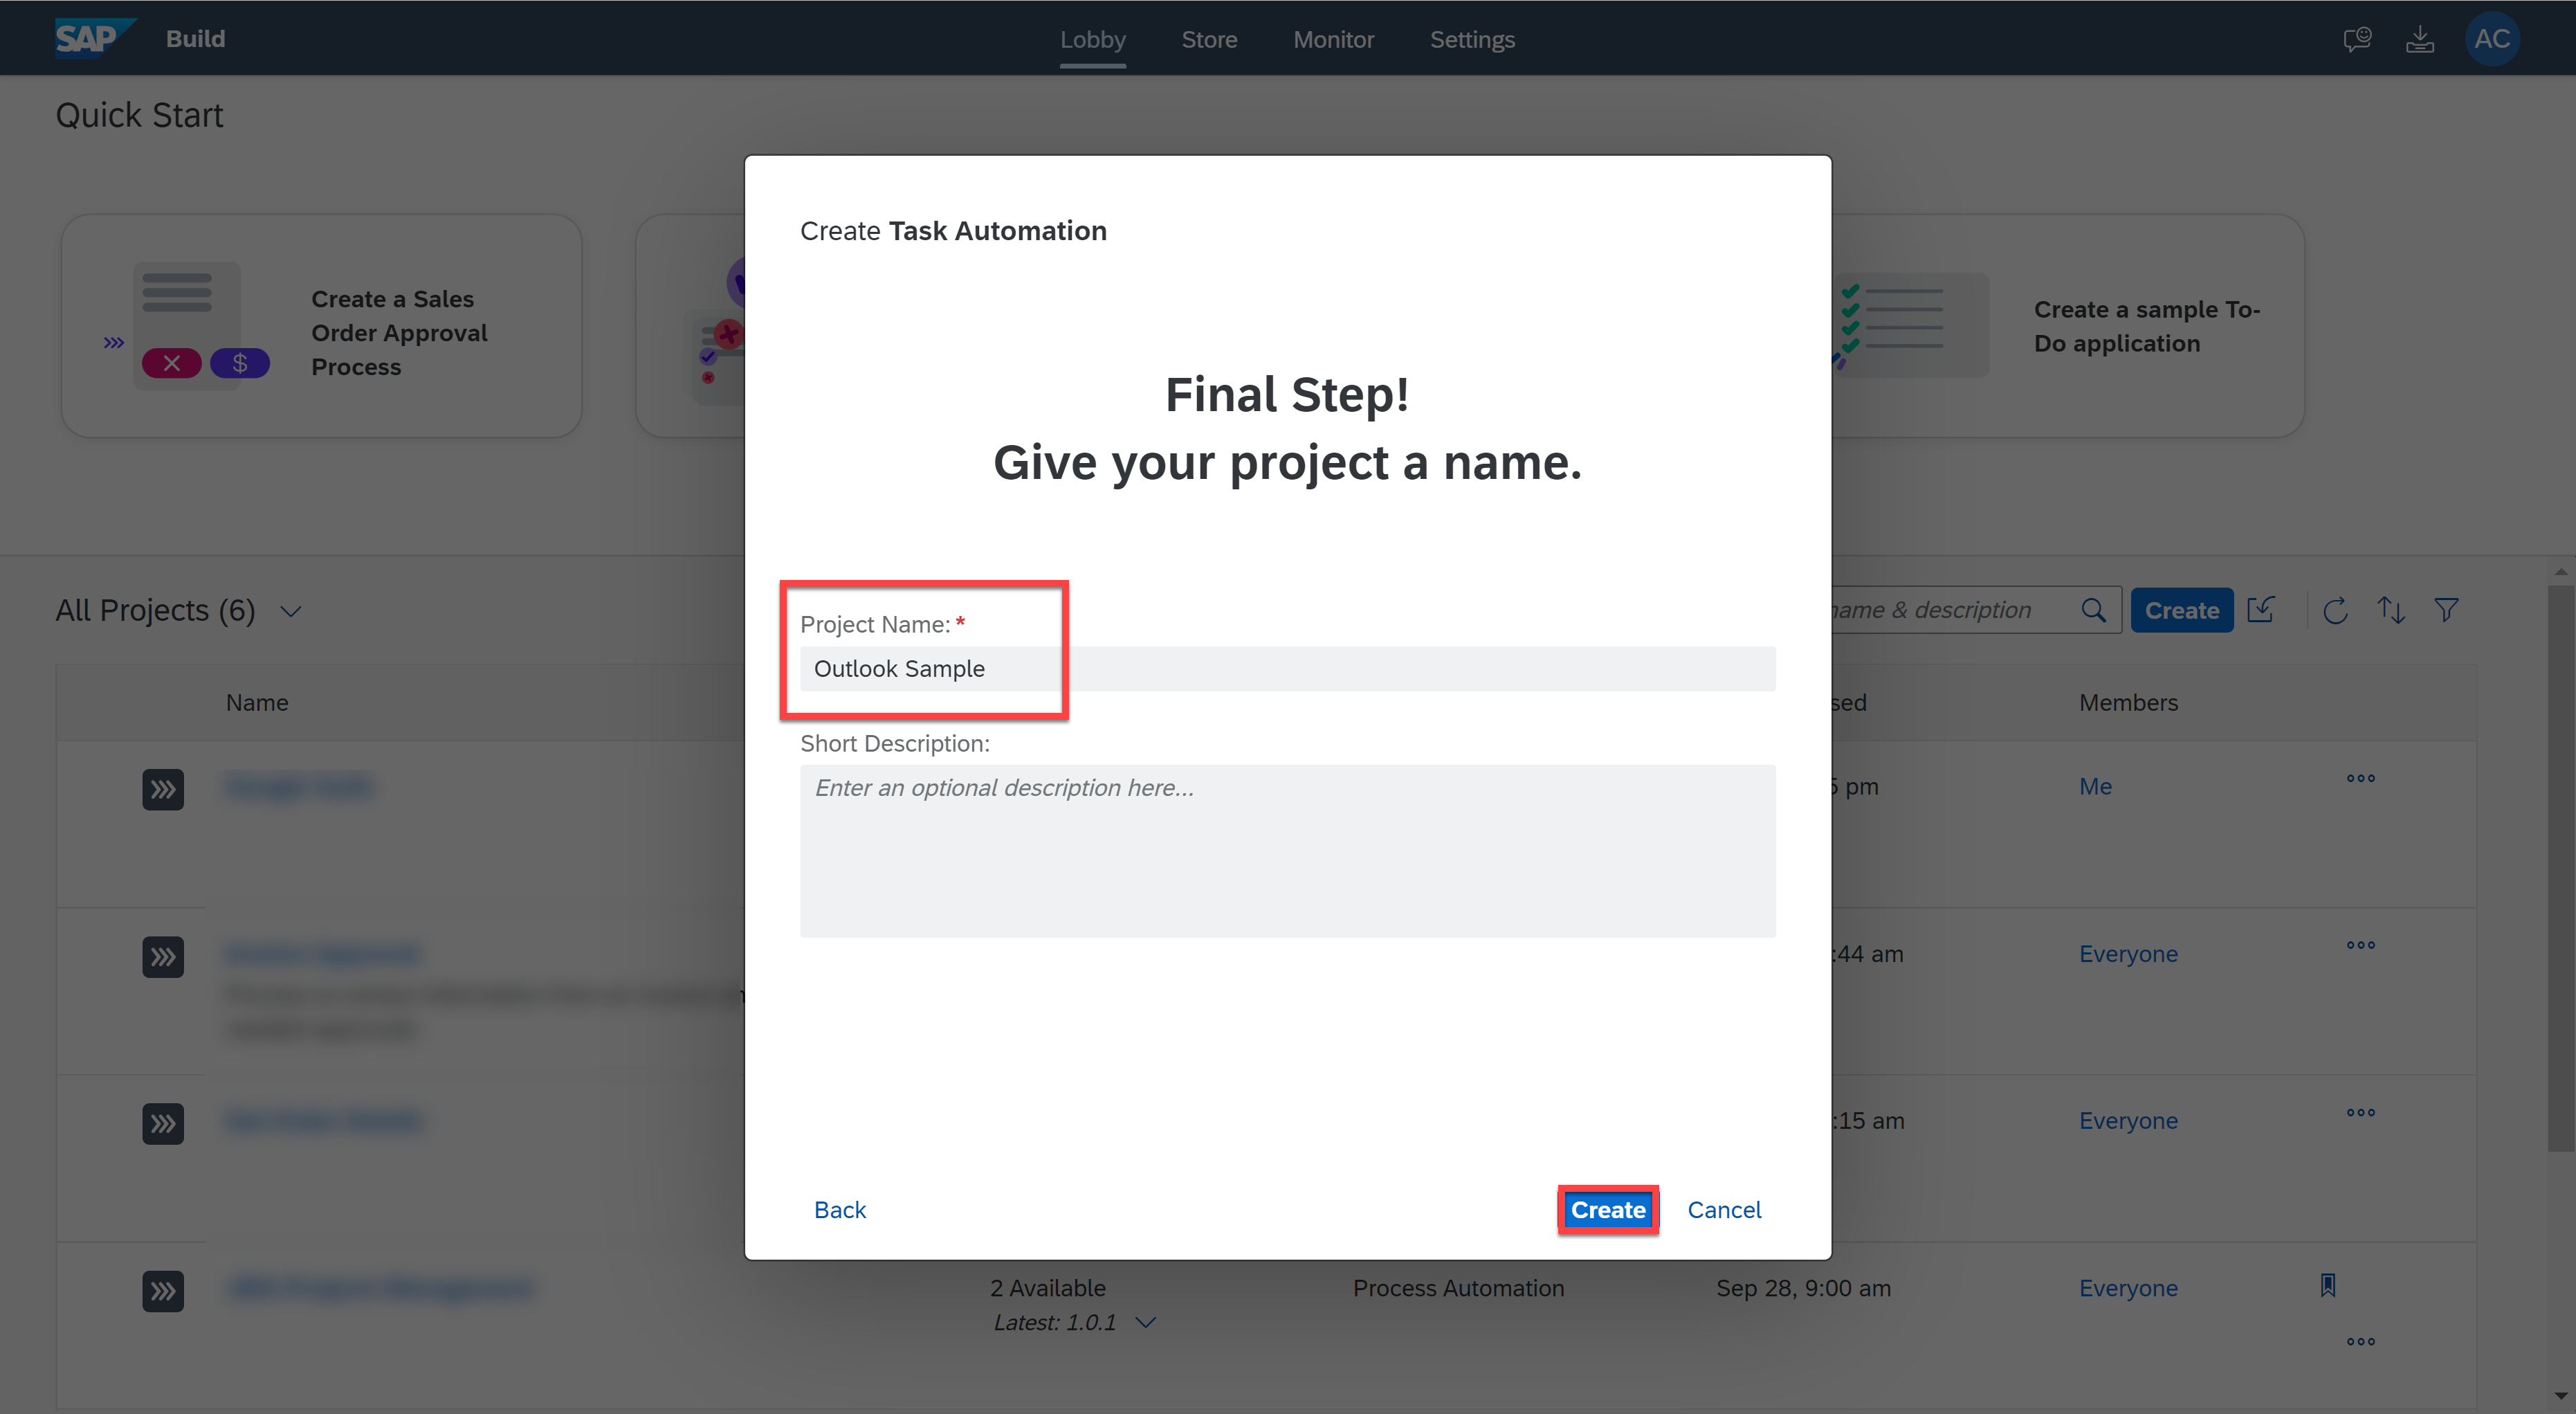 SAP Build
Lobby Store Monitor Settings
AC
Quick Start
Create a Sales
Order Approval
Process
$
Create a sample To-
Do application
Create Task Automation
Final Step!
Give your project a name.
Project Name: *
Outlook Sample
Short Description:
Enter an optional description here...
Back
Create
Cancel
All Projects (6)
name & description
Create
Name
sed
Members
5 pm
Me
:44 am
Everyone
:15 am
Everyone
2 Available
Latest: 1.0.1
Process Automation
Sep 28, 9:00 am
Everyone